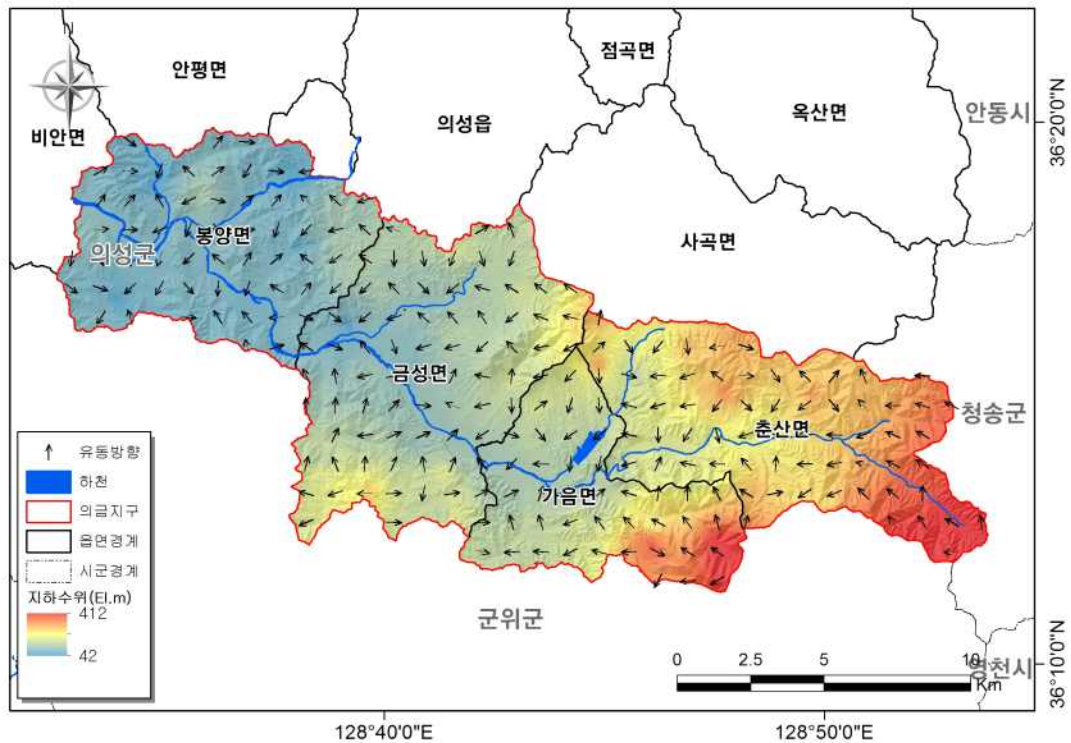 N
안평면
점곡면
옥산면
안동시
비안면
의성읍
36°20'0"N
봉양면
사곡면
의성군
금성면
청송군
춘산면
가음면
유동방향
하천
의금지구
읍면경계
시군경계
지하수위(El.m)
412
42
군위군
36°10'0"N
영천시
0 2.5 5 10
Km
128°40'0"E
128°50'0"E